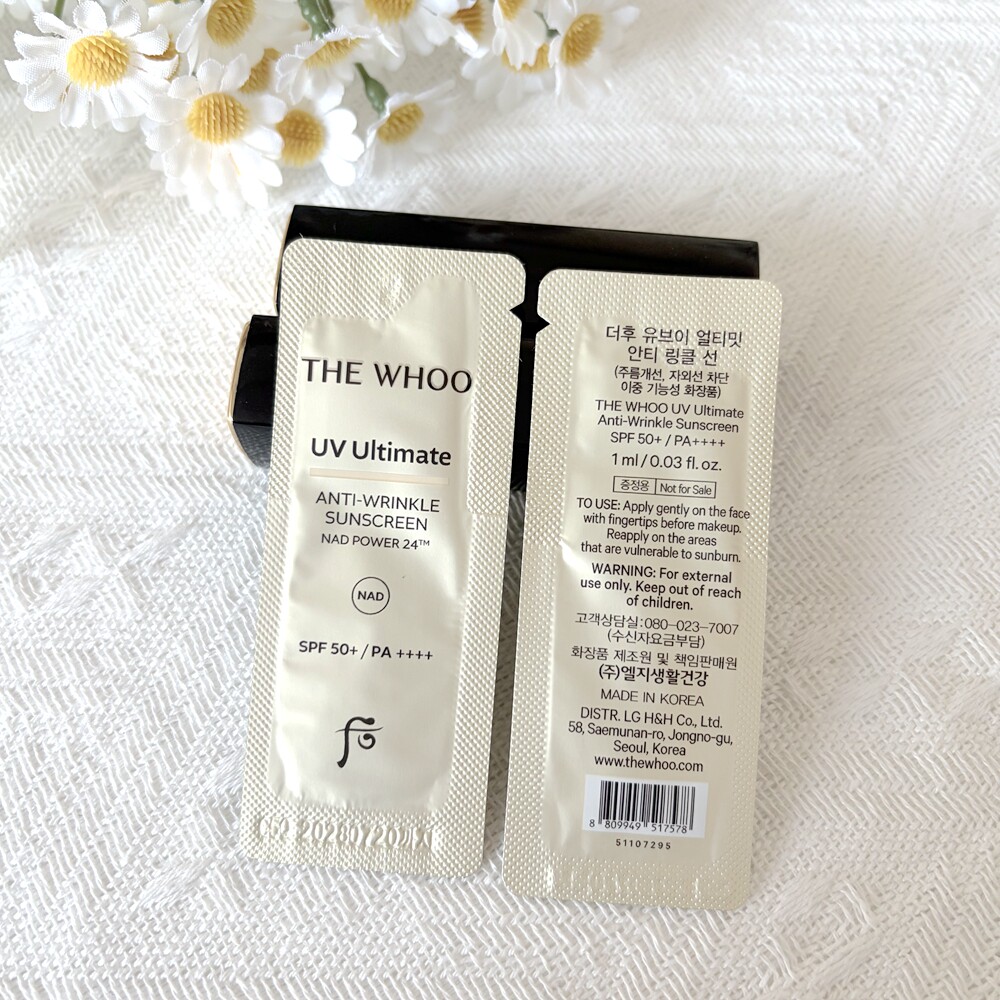 THE WHOO
UV Ultimate
ANTI-WRINKLE
SUNSCREEN
NAD POWER 24™
NAD
SPF 50+ / PA ++++
더후 유브이 얼티밋
안티 링클 선
(주름개선, 자외선 차단
이중 기능성 화장품)
THE WHOO UV Ultimate
Anti-Wrinkle Sunscreen
SPF 50+ / PA++++
1 ml / 0.03 fl. oz.
증정용 Not for Sale
TO USE: Apply gently on the face
with fingertips before makeup.
Reapply on the areas
that are vulnerable to sunburn.
WARNING: For external
use only. Keep out of reach
of children.
고객상담실:080-023-7007
(수신자요금부담)
화장품 제조원 및 책임판매원
(주)엘지생활건강
MADE IN KOREA
DISTR. LG H&H Co., Ltd.
58, Saemunan-ro, Jongno-gu,
Seoul, Korea
www.thewhoo.com
8 809949 517578
51107295